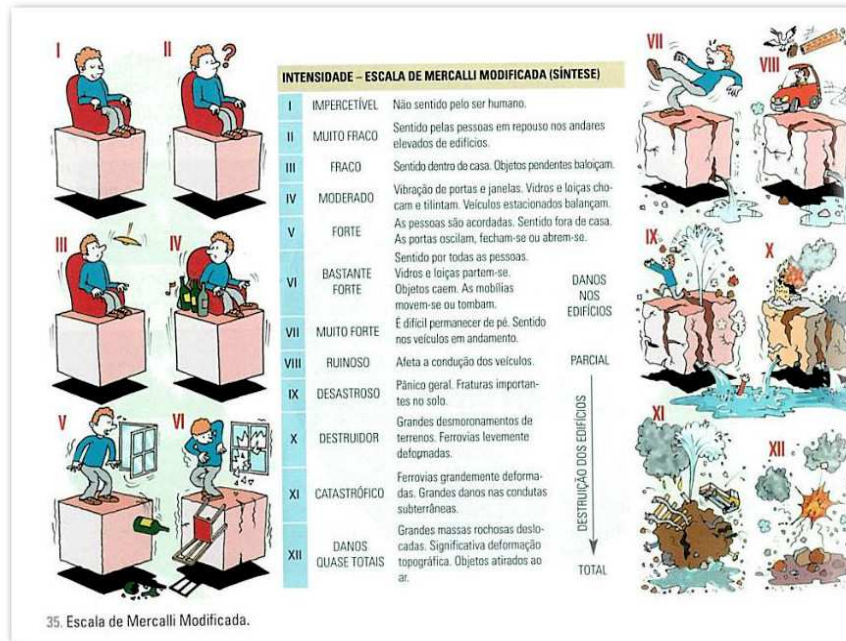 I
II
?
III
IV
V
VI
INTENSIDADE – ESCALA DE MERCALLI MODIFICADA (SÍNTESE)
I IMPERCETÍVEL Não sentido pelo ser humano.
II MUITO FRACO Sentido pelas pessoas em repouso nos andares
elevados de edifícios.
III FRACO Sentido dentro de casa. Objetos pendentes baloiçam.
IV MODERADO Vibração de portas e janelas. Vidros e loiças cho-
cam e tilintam. Veículos estacionados balançam.
V FORTE As pessoas são acordadas. Sentido fora de casa.
As portas oscilam, fecham-se ou abrem-se.
VI BASTANTE FORTE Sentido por todas as pessoas.
Vidros e loiças partem-se.
Objetos caem. As mobílias
movem-se ou tombam.
VII MUITO FORTE É difícil permanecer de pé. Sentido
nos veículos em andamento.
VIII RUINOSO Afeta a condução dos veículos.
IX DESASTROSO Pânico geral. Fraturas importan-
tes no solo.
X DESTRUIDOR Grandes desmoronamentos de
terrenos. Ferrovias levemente
defogmadas.
XI CATASTRÓFICO Ferrovias grandemente deforma-
das. Grandes danos nas condutas
subterrâneas.
XII DANOS QUASE TOTAIS Grandes massas rochosas deslo-
cadas. Significativa deformação
topográfica. Objetos atirados ao
ar.
DANOS
NOS
EDIFÍCIOS
PARCIAL
DESTRUIÇÃO DOS EDIFÍCIOS
TOTAL
VII
VIII
IX
X
XI
XII
35. Escala de Mercalli Modificada.